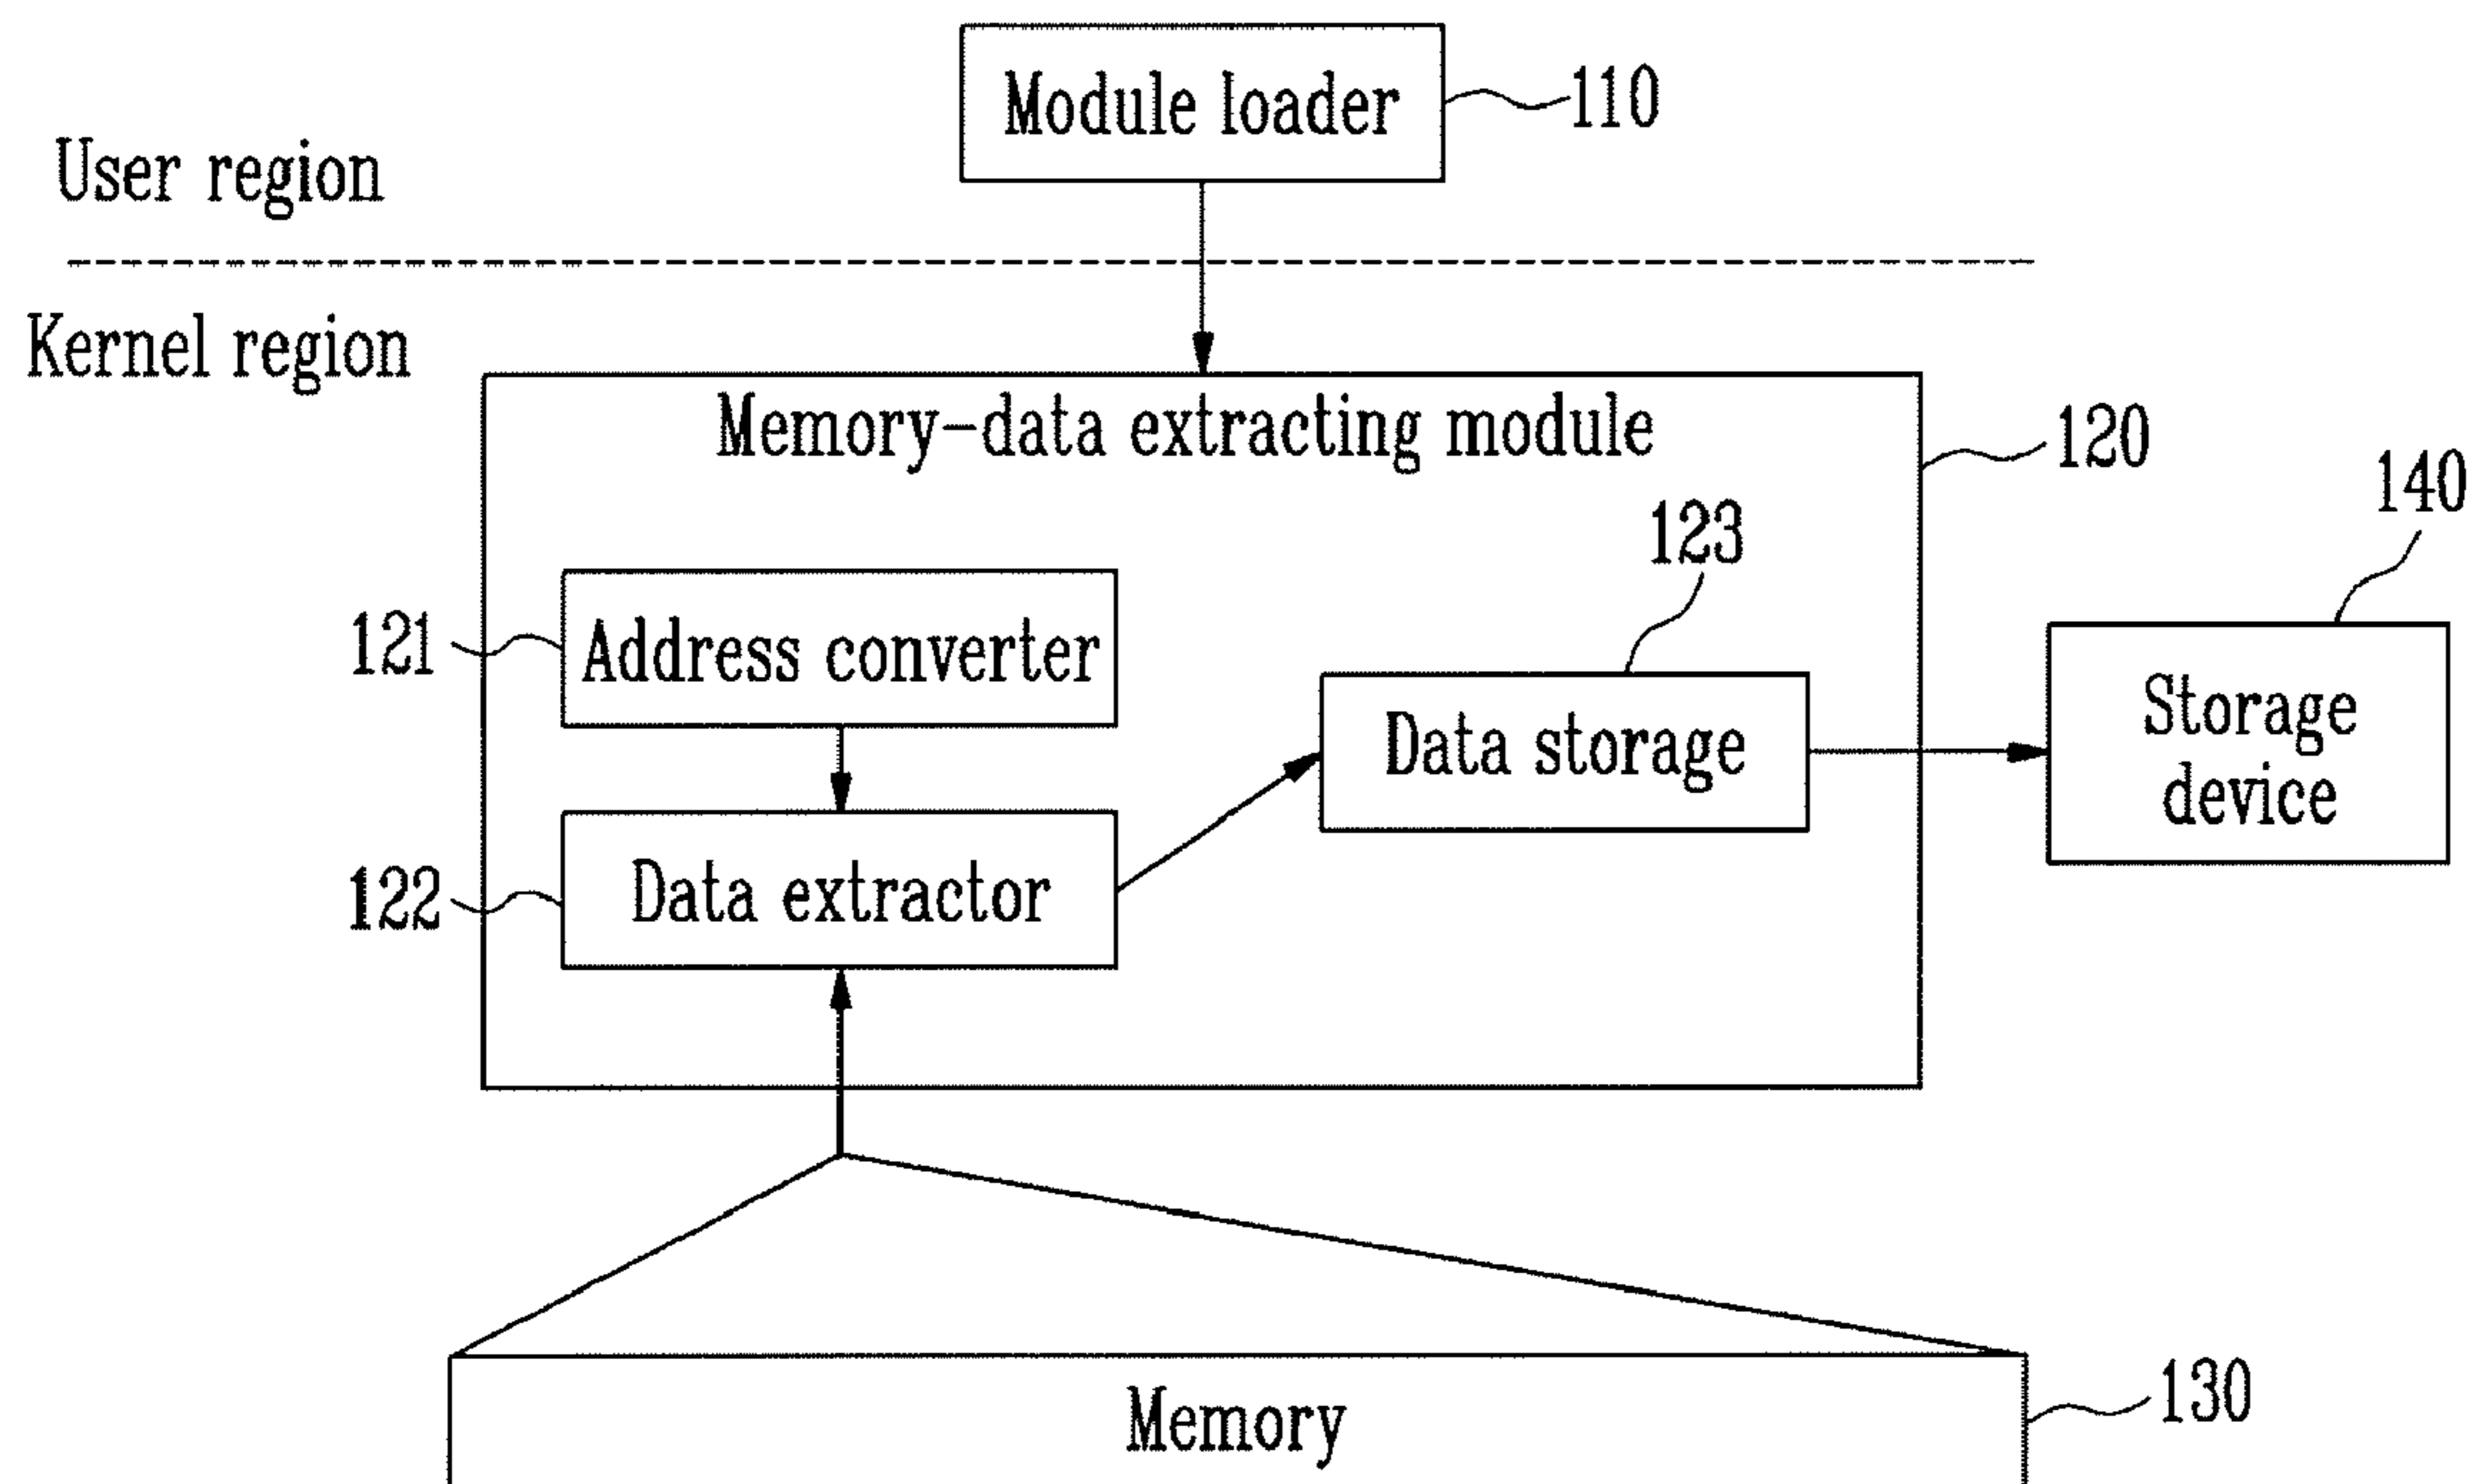 Module loader
110
User region
Kernel region
Memory-data extracting module
120
140
123
121
Address converter
Data storage
Storage
device
122
Data extractor
Memory
130